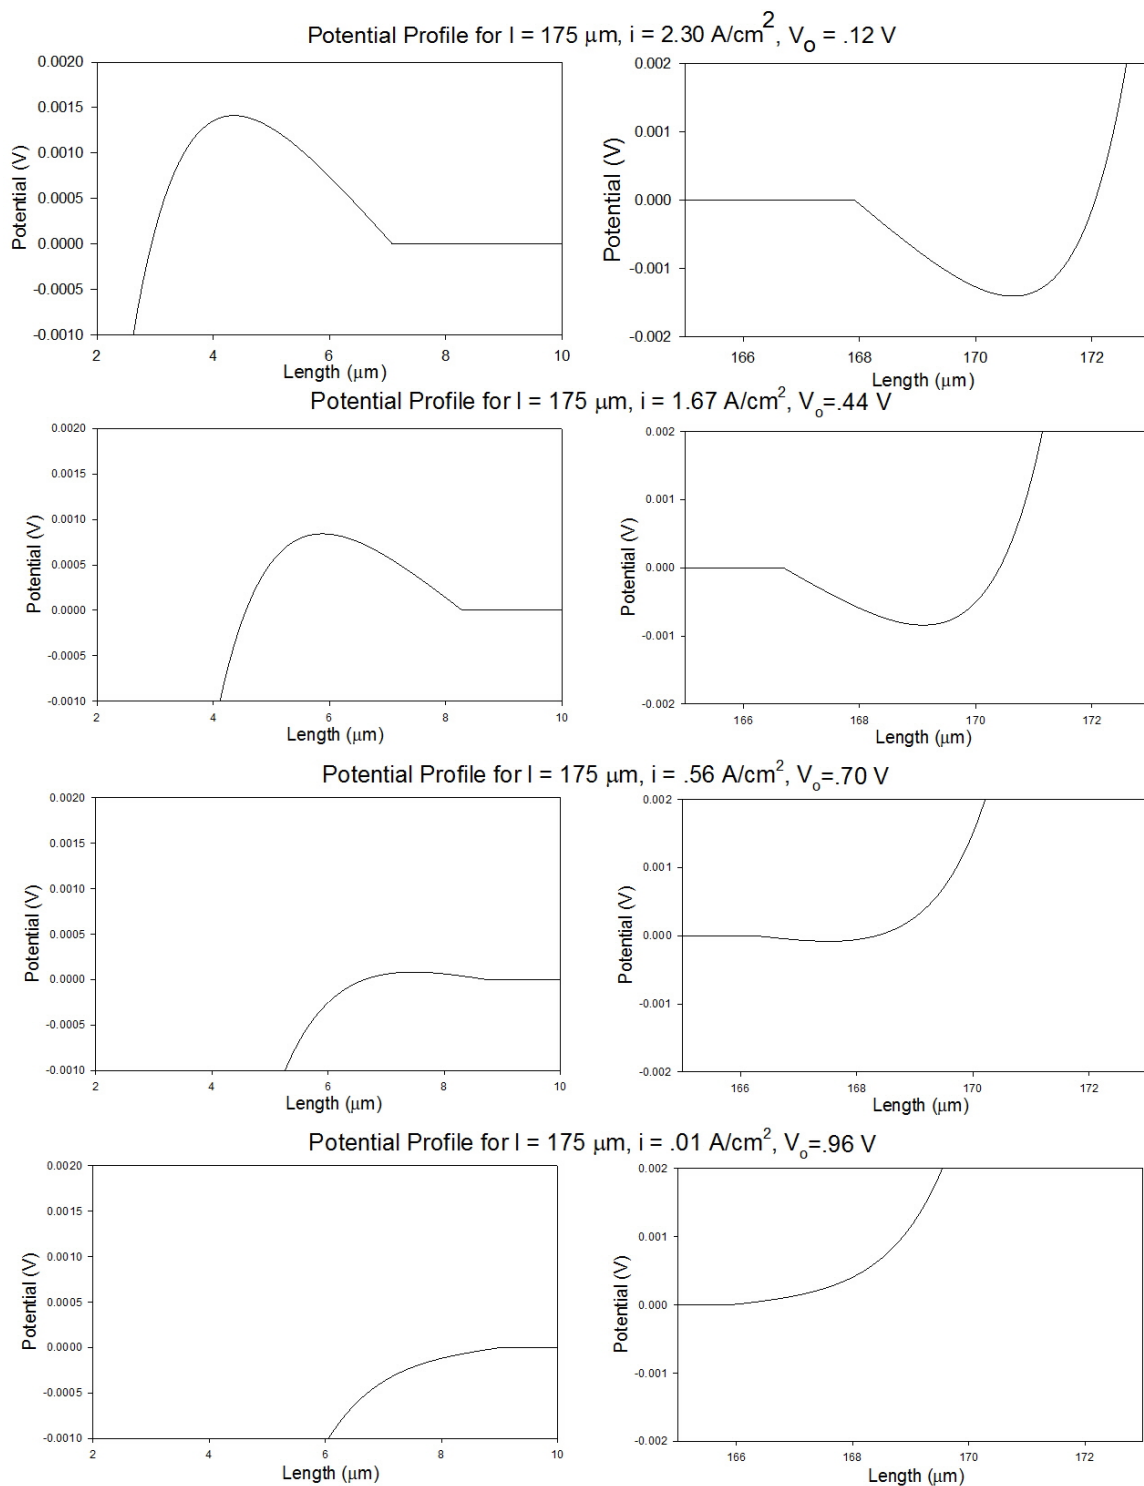 Potential Profile for l = 175 μm, i = 2.30 A/cm², Vₒ = .12 V
0.0020
0.0015
0.0010
0.0005
0.0000
-0.0005
-0.0010
Potential (V)
2 4 6 8 10
Length (μm)
0.002
0.001
0.000
-0.001
-0.002
Potential (V)
166 168 170 172
Length (μm)
Potential Profile for l = 175 μm, i = 1.67 A/cm², Vₒ=.44 V
0.0020
0.0015
0.0010
0.0005
0.0000
-0.0005
-0.0010
Potential (V)
2 4 6 8 10
Length (μm)
0.002
0.001
0.000
-0.001
-0.002
Potential (V)
166 168 170 172
Length (μm)
Potential Profile for l = 175 μm, i = .56 A/cm², Vₒ=.70 V
0.0020
0.0015
0.0010
0.0005
0.0000
-0.0005
-0.0010
Potential (V)
2 4 6 8 10
Length (μm)
0.002
0.001
0.000
-0.001
-0.002
Potential (V)
166 168 170 172
Length (μm)
Potential Profile for l = 175 μm, i = .01 A/cm², Vₒ=.96 V
0.0020
0.0015
0.0010
0.0005
0.0000
-0.0005
-0.0010
Potential (V)
2 4 6 8 10
Length (μm)
0.002
0.001
0.000
-0.001
-0.002
Potential (V)
166 168 170 172
Length (μm)